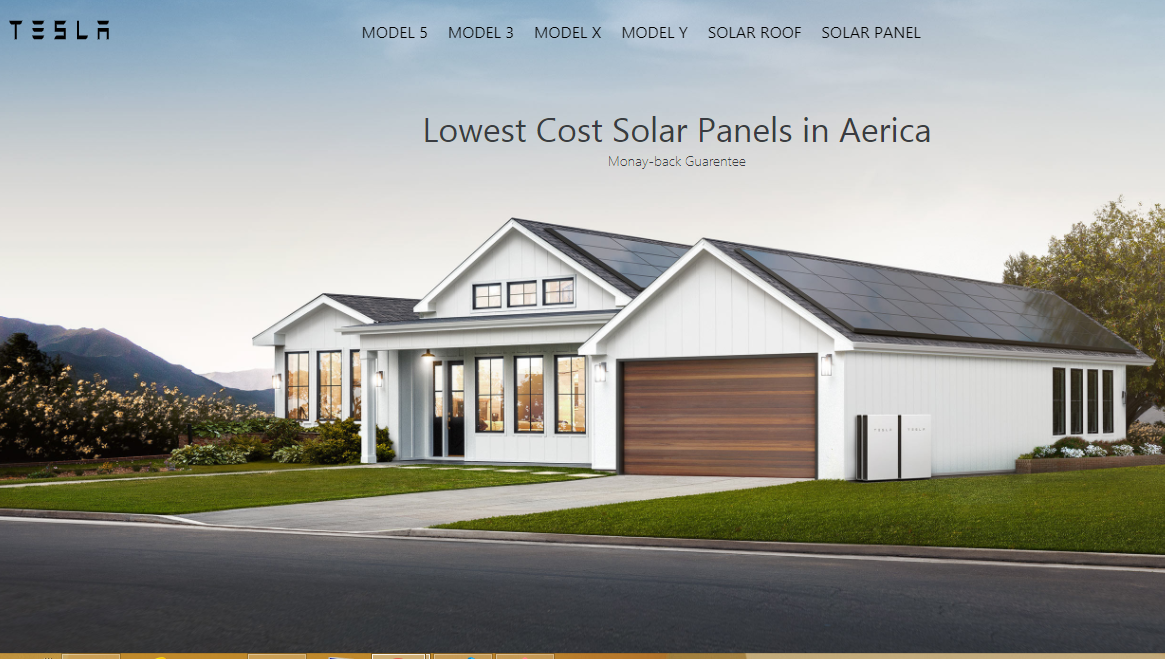 TESLA
MODEL 5 MODEL 3 MODEL X MODEL Y SOLAR ROOF SOLAR PANEL
Lowest Cost Solar Panels in Aerica
Monay-back Guarentee
TESLA TESLA